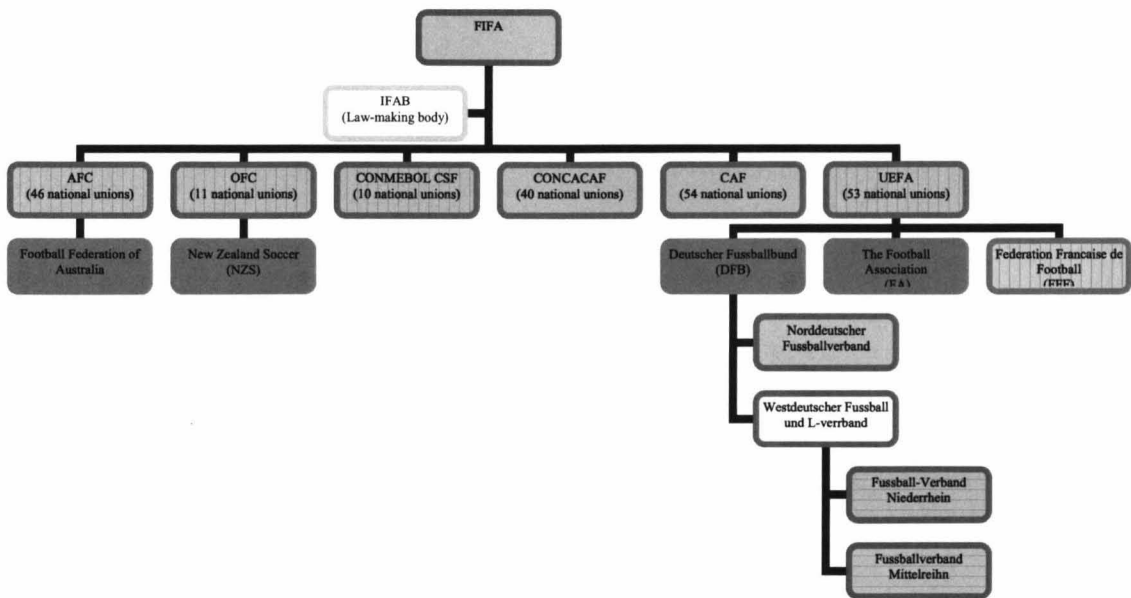 FIFA
IFAB
(Law-making body)
AFC
(46 national unions)
OFC
(11 national unions)
CONMEBOL CSF
(10 national unions)
CONCACAF
(40 national unions)
CAF
(54 national unions)
UEFA
(53 national unions)
Football Federation of
Australia
New Zealand Soccer
(NZS)
Deutscher Fussballbund
(DFB)
The Football
Association
(FA)
Federation Francaise de
Football
(FFF)
Norddeutscher
Fussballverband
Westdeutscher Fussball
und L-verrband
Fussball-Verband
Niederrhein
Fussballverband
Mittelreihn